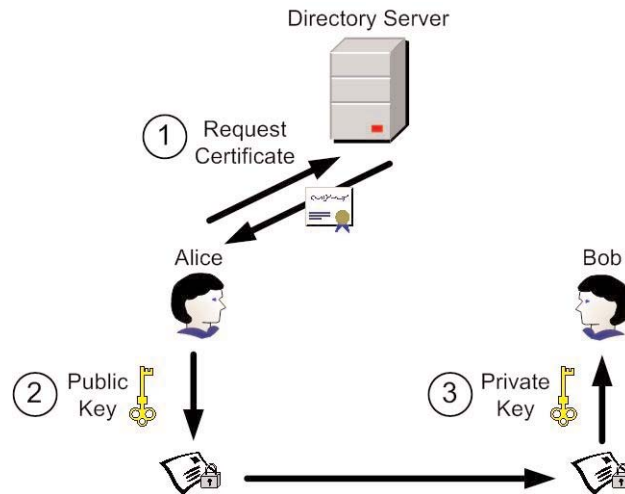 Directory Server
1
Request
Certificate
Alice
Bob
2
Public
Key
3
Private
Key